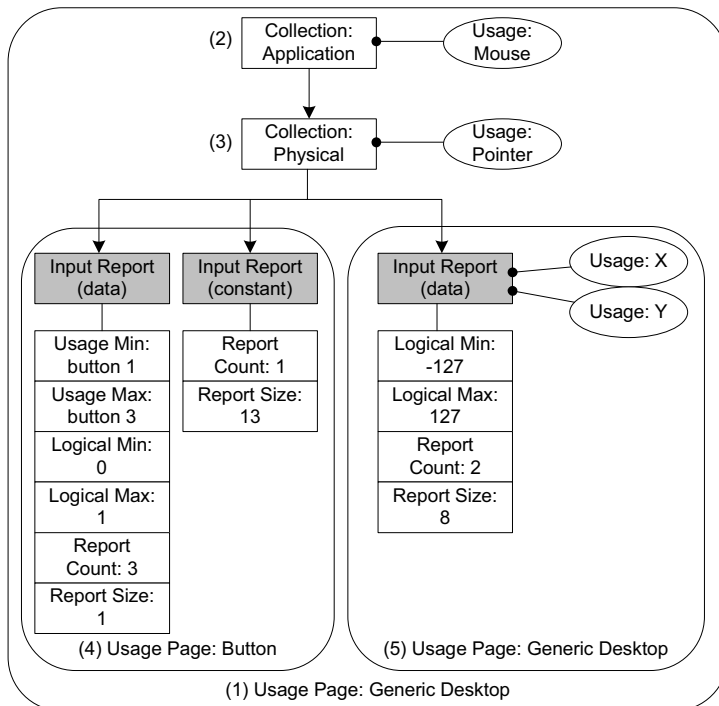 (2)
Collection:
Application
Usage:
Mouse
(3)
Collection:
Physical
Usage:
Pointer
Input Report
(data)
Usage Min:
button 1
Usage Max:
button 3
Logical Min:
0
Logical Max:
1
Report
Count: 3
Report Size:
1
Input Report
(constant)
Report
Count: 1
Report Size:
13
(4) Usage Page: Button
Input Report
(data)
Usage: X
Usage: Y
Logical Min:
-127
Logical Max:
127
Report
Count: 2
Report Size:
8
(5) Usage Page: Generic Desktop
(1) Usage Page: Generic Desktop